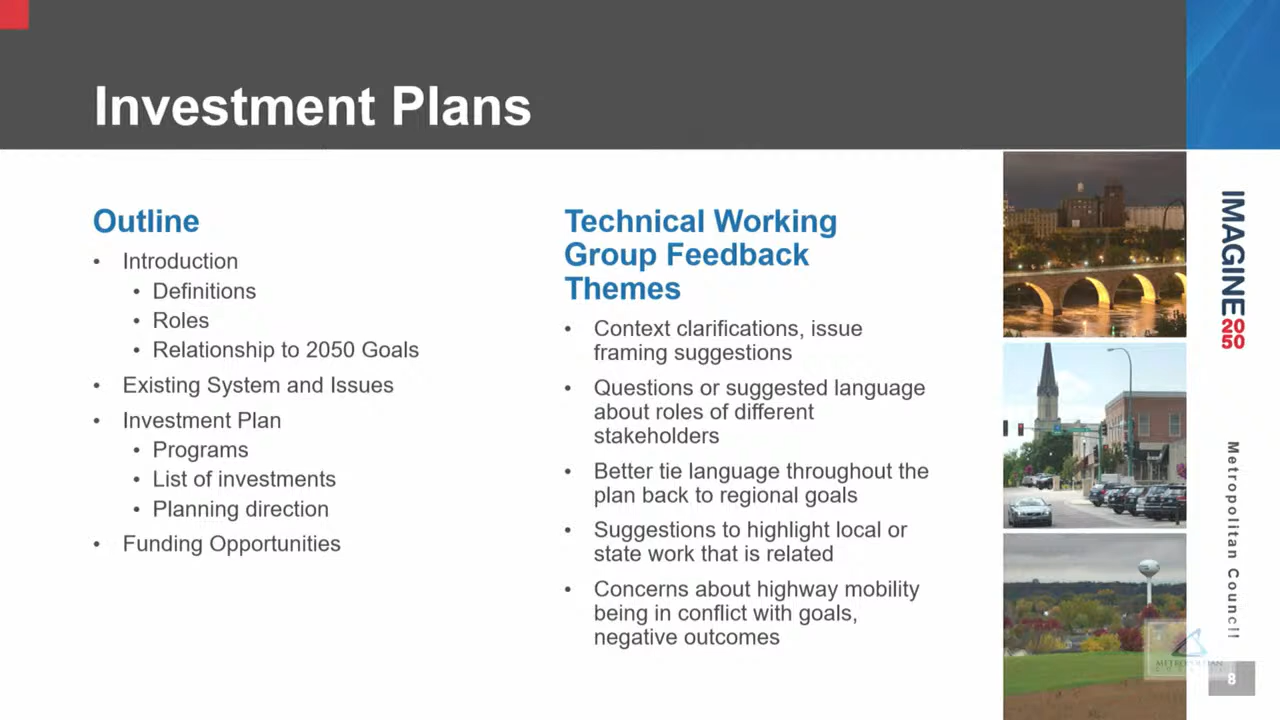 Investment Plans
Outline
• Introduction
• Definitions
• Roles
• Relationship to 2050 Goals
• Existing System and Issues
• Investment Plan
• Programs
• List of investments
• Planning direction
• Funding Opportunities
Technical Working
Group Feedback
Themes
• Context clarifications, issue
framing suggestions
• Questions or suggested language
about roles of different
stakeholders
• Better tie language throughout the
plan back to regional goals
• Suggestions to highlight local or
state work that is related
• Concerns about highway mobility
being in conflict with goals,
negative outcomes
IMAGINE
20
50
Metropolitan Council
METROPOLITAN
COUNCIL
8